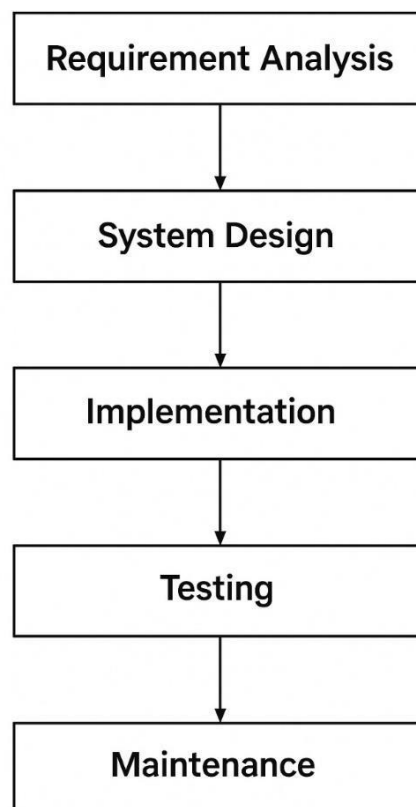 Requirement Analysis
System Design
Implementation
Testing
Maintenance